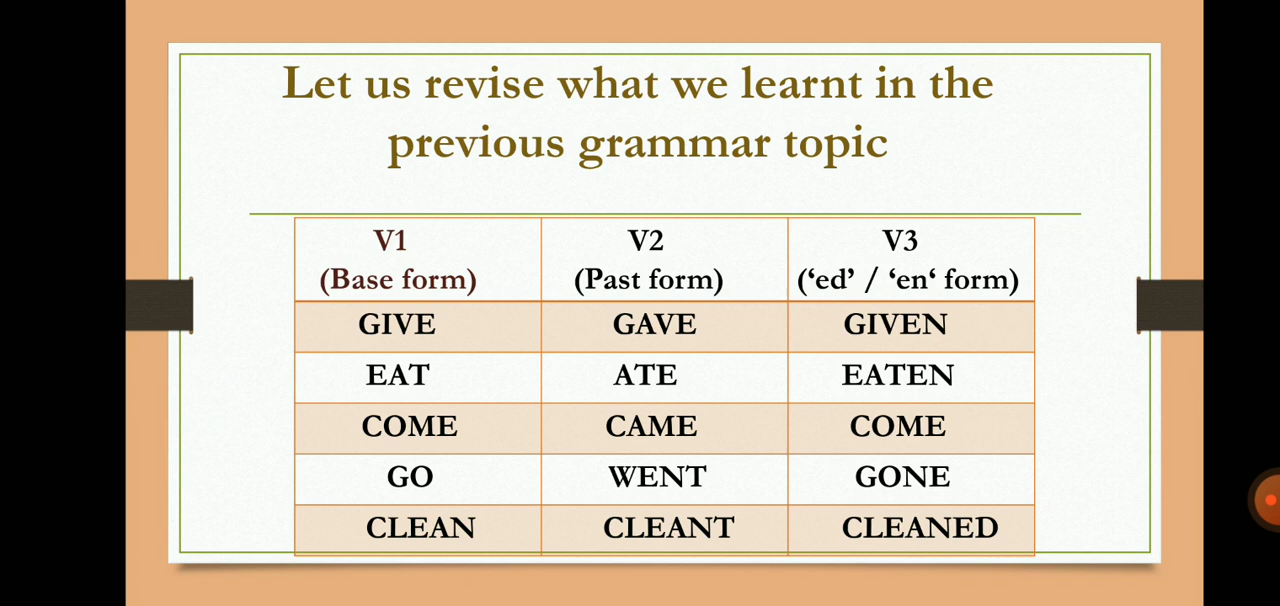 Let us revise what we learnt in the
previous grammar topic
V1 V2 V3
(Base form) (Past form) (‘ed’ / ‘en‘ form)
GIVE GAVE GIVEN
EAT ATE EATEN
COME CAME COME
GO WENT GONE
CLEAN CLEANT CLEANED